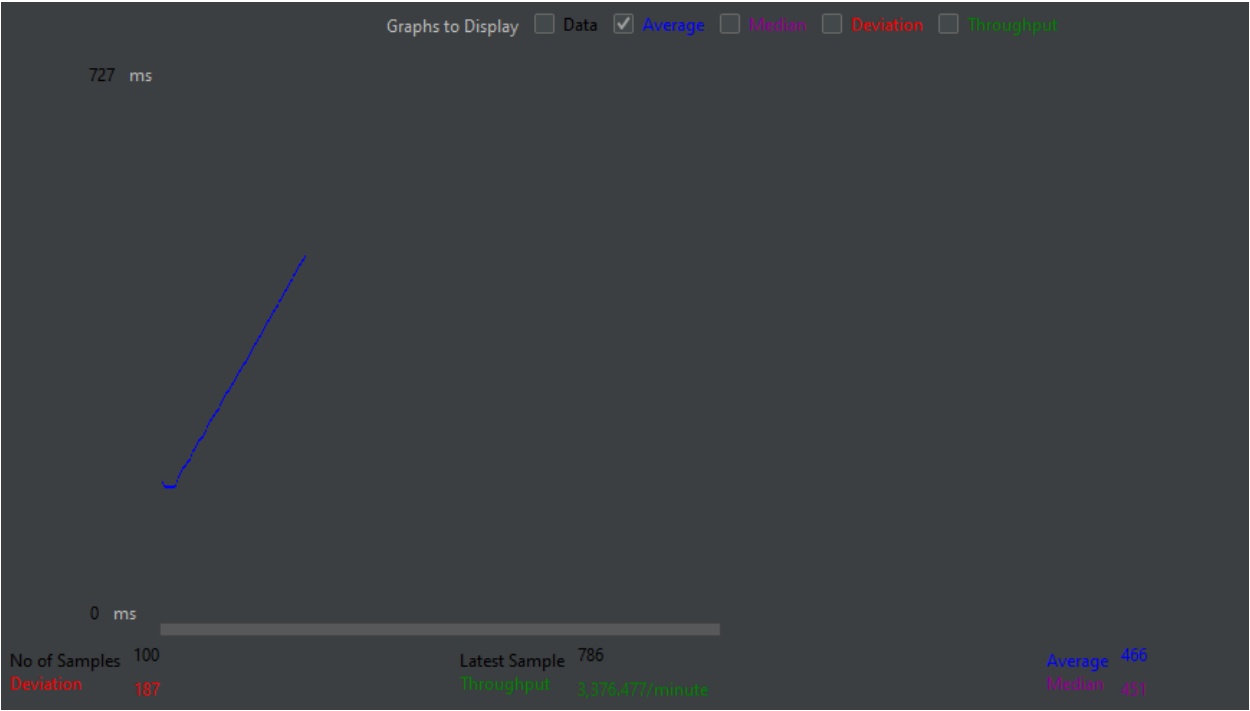 Graphs to Display Data Average Median Deviation Throughput
727 ms
0 ms
No of Samples 100 Latest Sample 786 Average 466
Deviation 187 Throughput 3,376.477/minute Median 451